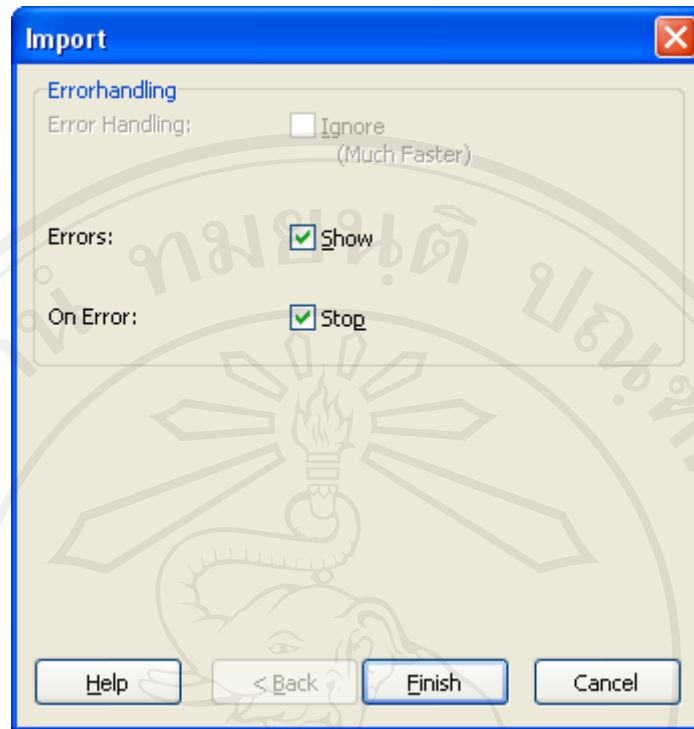 Import
Errorhandling
Error Handling: Ignore
(Much Faster)
Errors: Show
On Error: Stop
Help < Back Finish Cancel